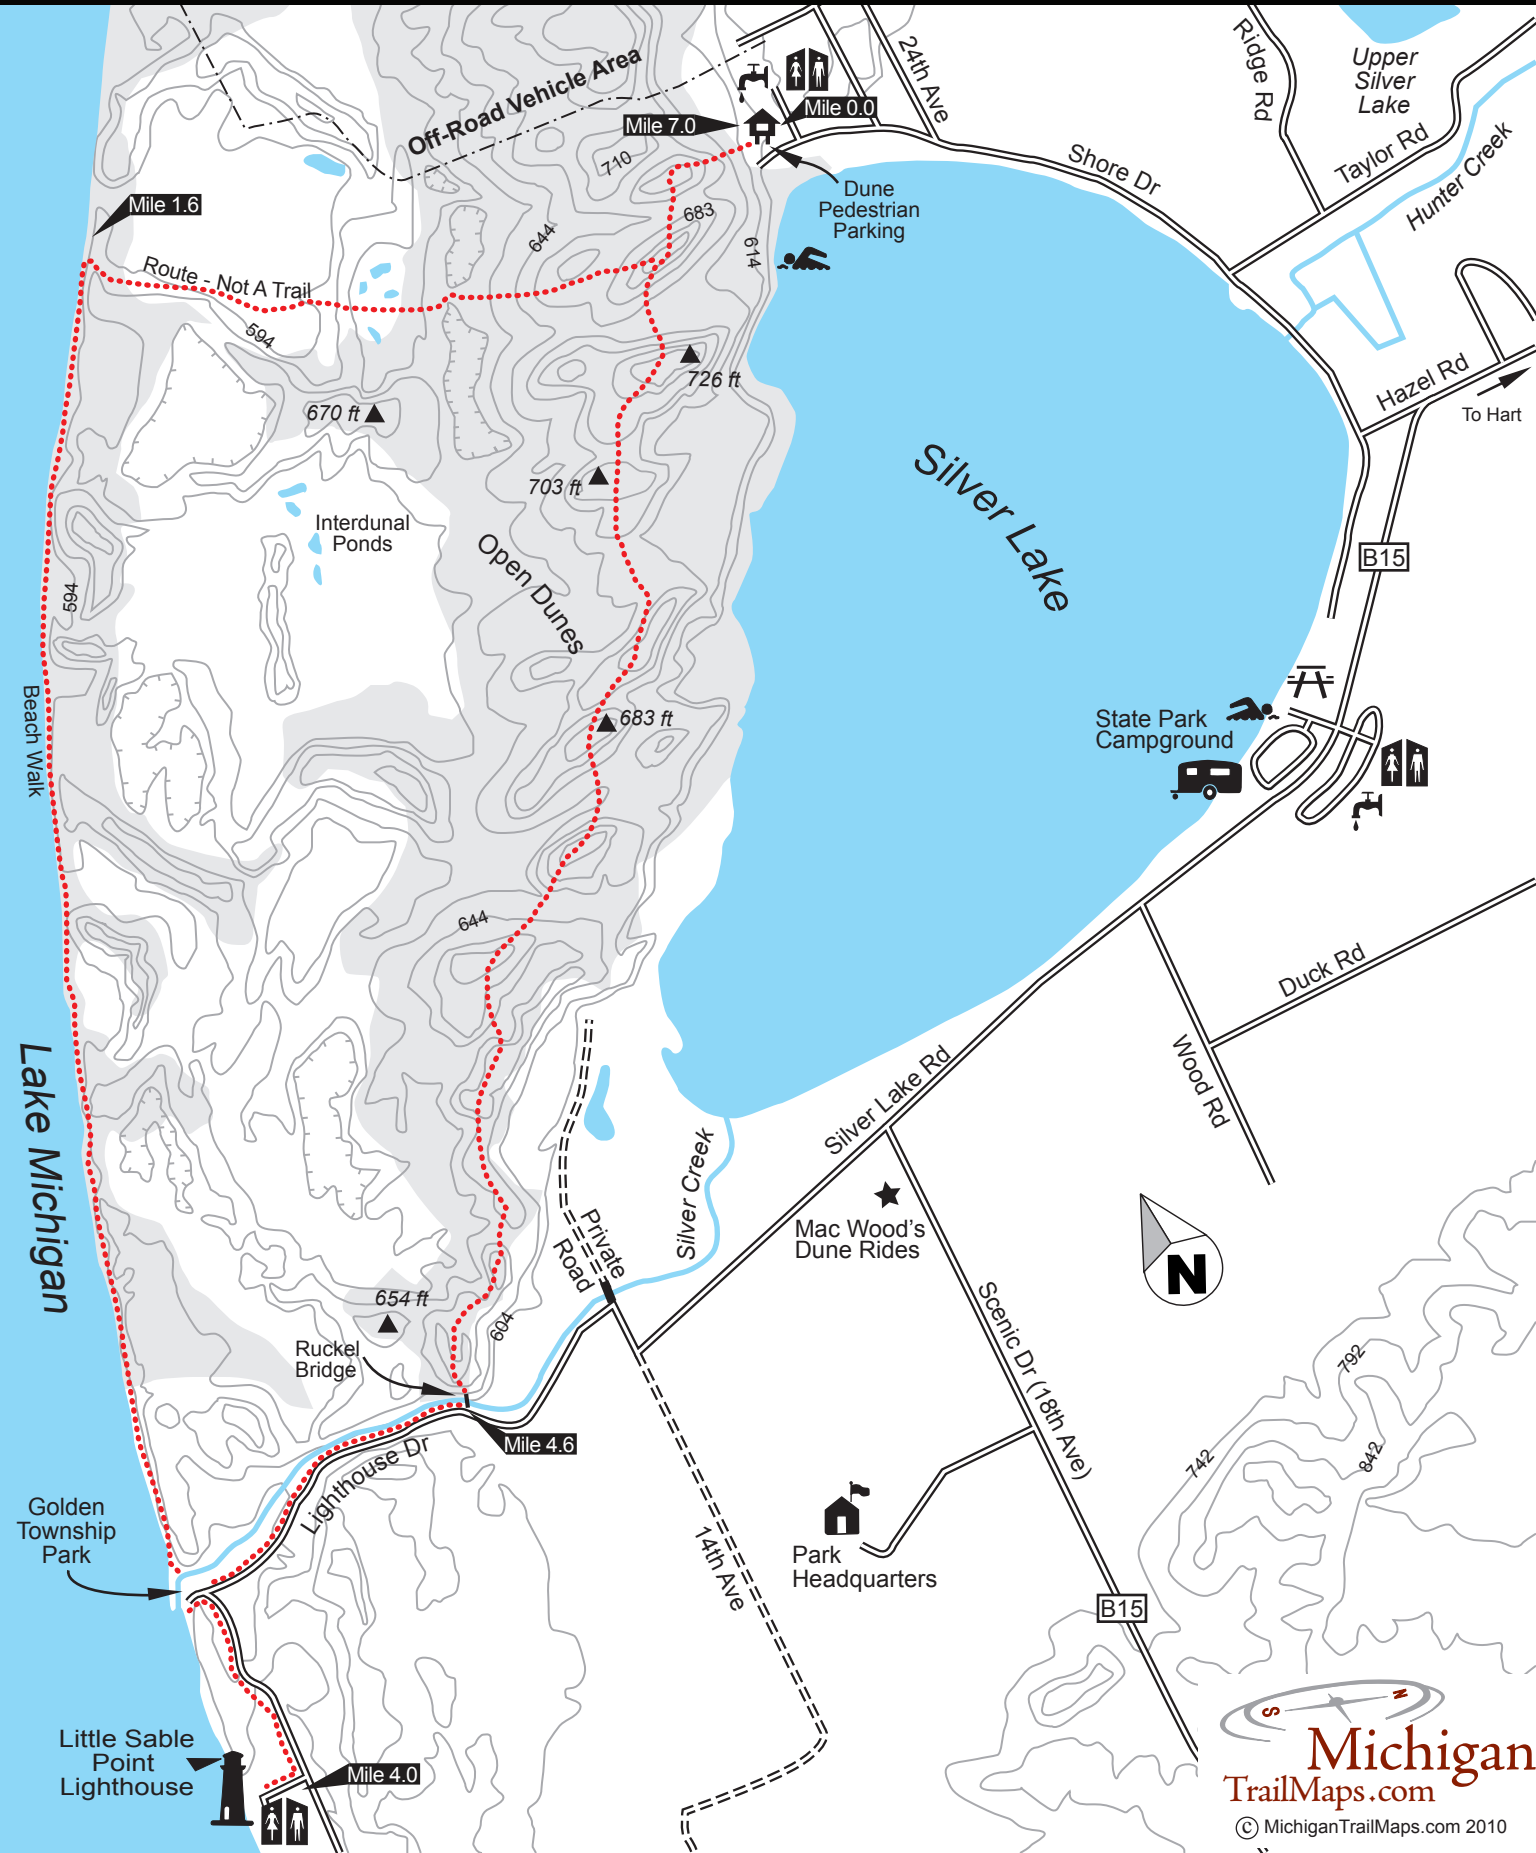 Off-Road Vehicle Area
24th Ave
Ridge Rd
Upper
Silver
Lake
Taylor Rd
Hunter Creek
Shore Dr
Mile 0.0
Mile 7.0
Dune
Pedestrian
Parking
710
683
644
614
Mile 1.6
Route - Not A Trail
594
726 ft
670 ft
703 ft
Hazel Rd
To Hart
Silver Lake
B15
Interdunal
Ponds
Open Dunes
594
Beach Walk
683 ft
State Park
Campground
644
Duck Rd
Wood Rd
Silver Lake Rd
Lake Michigan
Silver Creek
Private
Road
Mac Wood's
Dune Rides
N
Scenic Dr (18th Ave)
654 ft
604
Ruckel
Bridge
Mile 4.6
Lighthouse Dr
792
742
842
Golden
Township
Park
14th Ave
Park
Headquarters
B15
Little Sable
Point
Lighthouse
Mile 4.0
S
N
Michigan
TrailMaps.com
© MichiganTrailMaps.com 2010